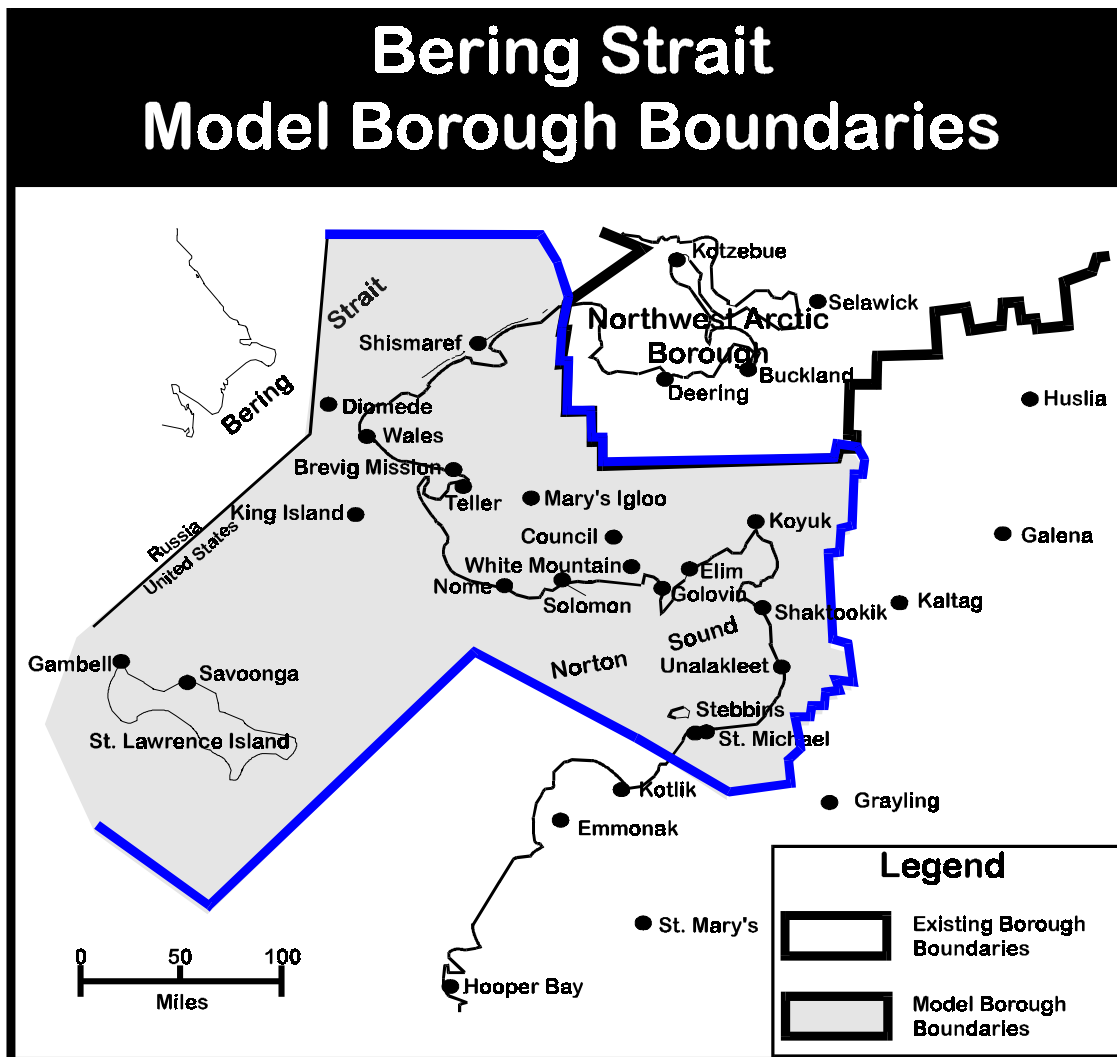 Bering Strait
Model Borough Boundaries
Kotzebue
Strait
Selawick
Northwest Arctic
Borough
Shismaref
Buckland
Deering
Bering
Diomede
Huslia
Wales
Brevig Mission
Teller
Mary's Igloo
King Island
Koyuk
Russia
United States
Council
Galena
White Mountain
Elim
Nome
Solomon
Golovin
Kaltag
Shaktookik
Sound
Norton
Gambell
Savoonga
Unalakleet
Stebbins
St. Lawrence Island
St. Michael
Kotlik
Grayling
Emmonak
Legend
St. Mary's
Existing Borough
Boundaries
0 50 100
Miles
Hooper Bay
Model Borough
Boundaries